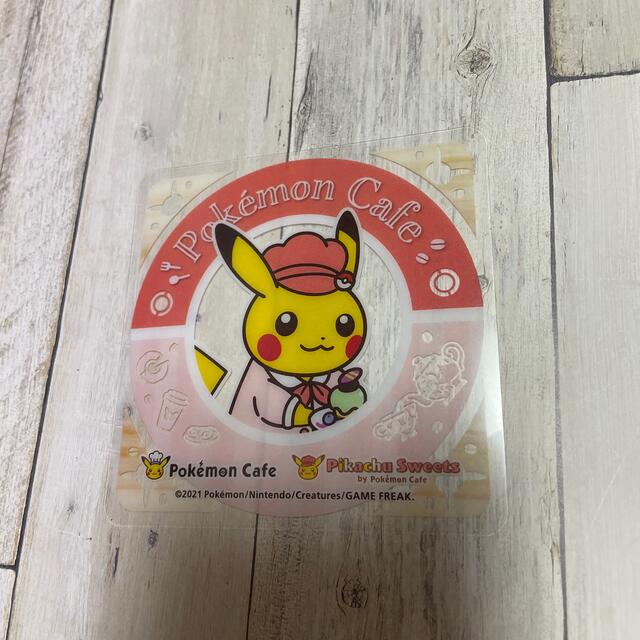 Pokémon Cafe
Pokémon Cafe
Pikachu Sweets
by Pokémon Cafe
©2021 Pokémon/Nintendo/Creatures/GAME FREAK.